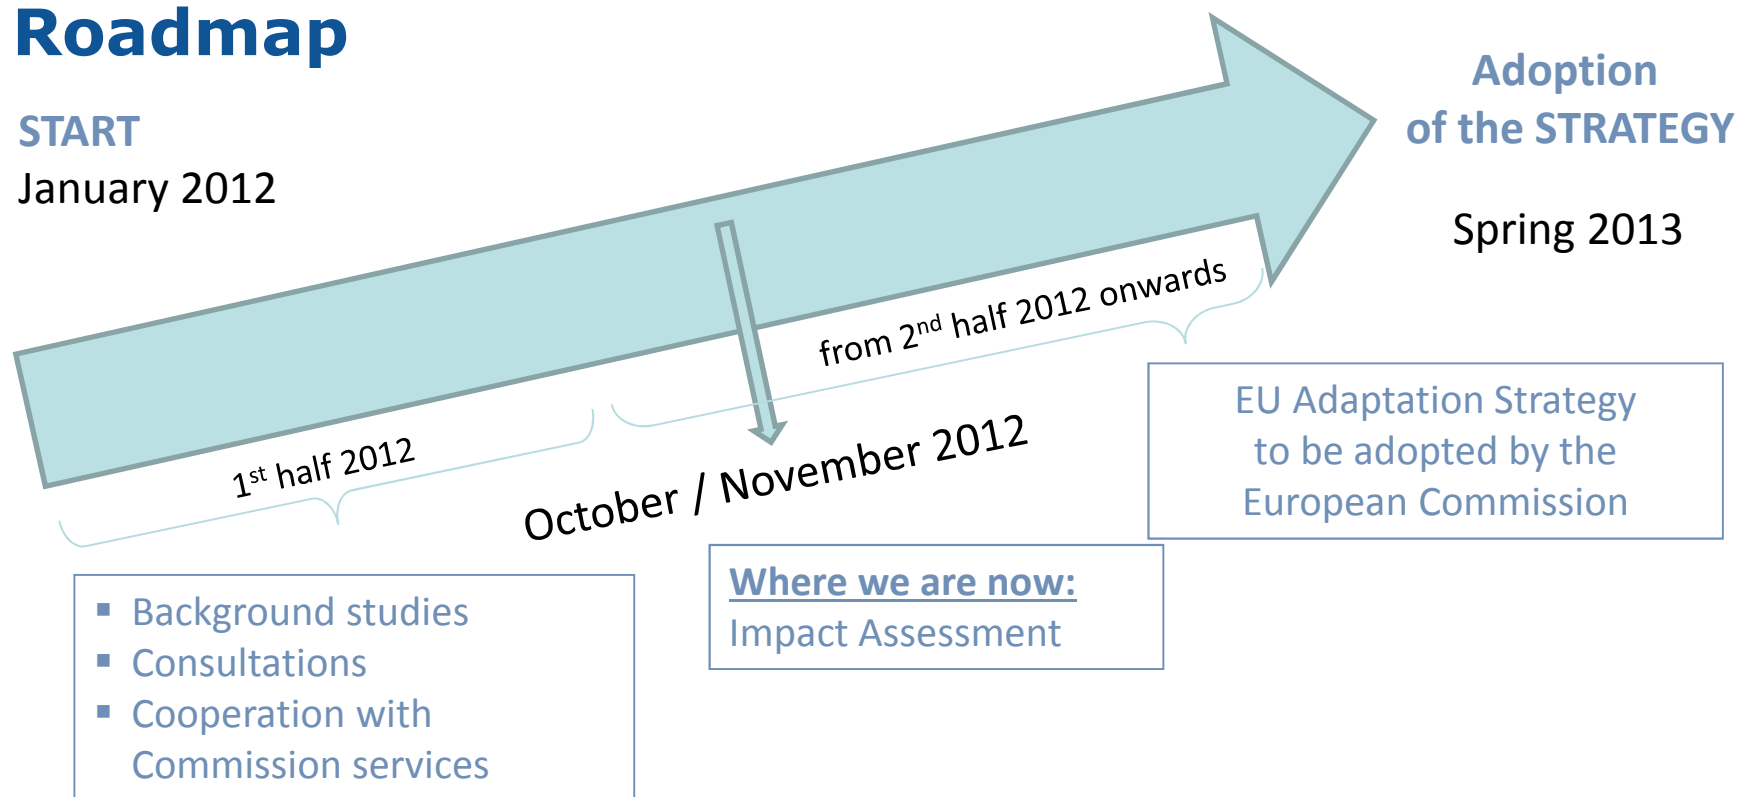 Roadmap
START
January 2012
Adoption
of the STRATEGY
Spring 2013
from 2nd half 2012 onwards
1st half 2012
October / November 2012
EU Adaptation Strategy
to be adopted by the
European Commission
Where we are now:
Impact Assessment
▪ Background studies
▪ Consultations
▪ Cooperation with
Commission services